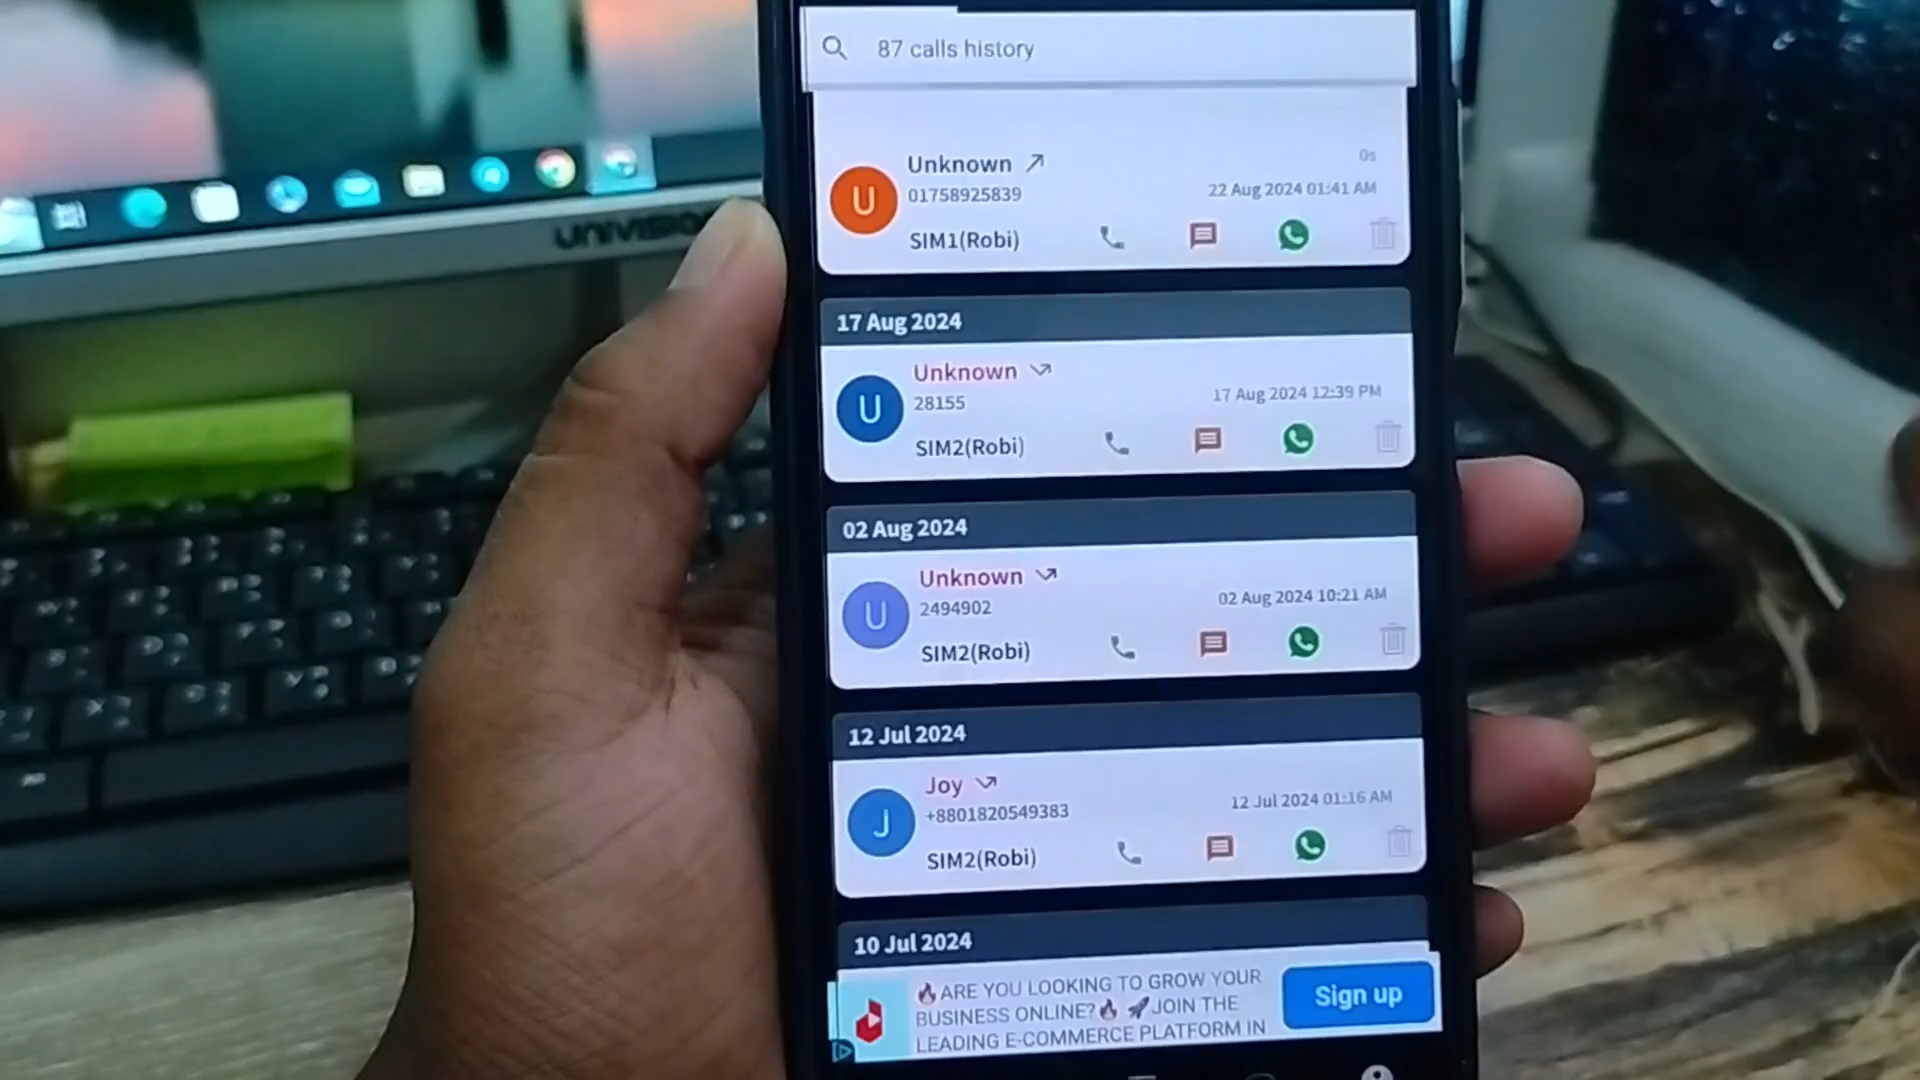 87 calls history
Unknown
0s
01758925839
22 Aug 2024 01:41 AM
SIM1(Robi)
U
17 Aug 2024
Unknown
28155
17 Aug 2024 12:39 PM
SIM2(Robi)
U
02 Aug 2024
Unknown
2494902
02 Aug 2024 10:21 AM
SIM2(Robi)
U
12 Jul 2024
Joy
+8801820549383
12 Jul 2024 01:16 AM
SIM2(Robi)
J
10 Jul 2024
🔥ARE YOU LOOKING TO GROW YOUR
BUSINESS ONLINE?🔥 🚀JOIN THE
LEADING E-COMMERCE PLATFORM IN
Sign up